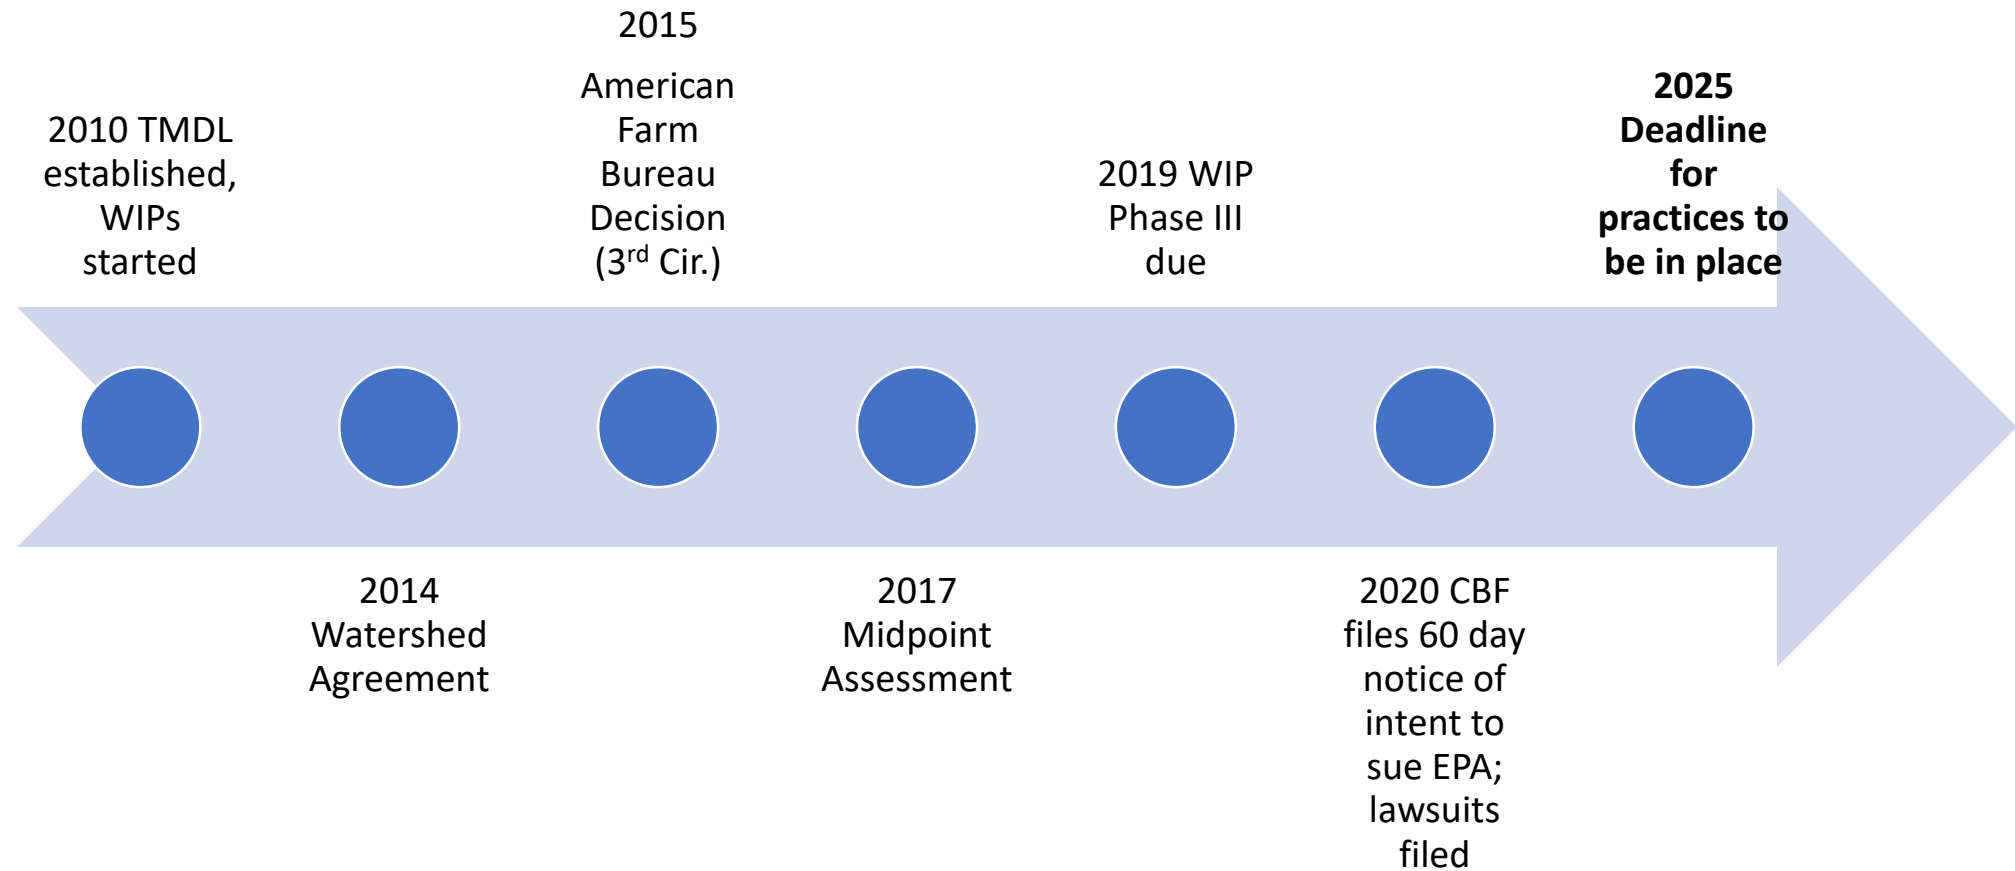 2010 TMDL
established,
WIPs
started
2014
Watershed
Agreement
2015
American
Farm
Bureau
Decision
(3rd Cir.)
2017
Midpoint
Assessment
2019 WIP
Phase III
due
2020 CBF
files 60 day
notice of
intent to
sue EPA;
lawsuits
filed
2025
Deadline
for
practices to
be in place